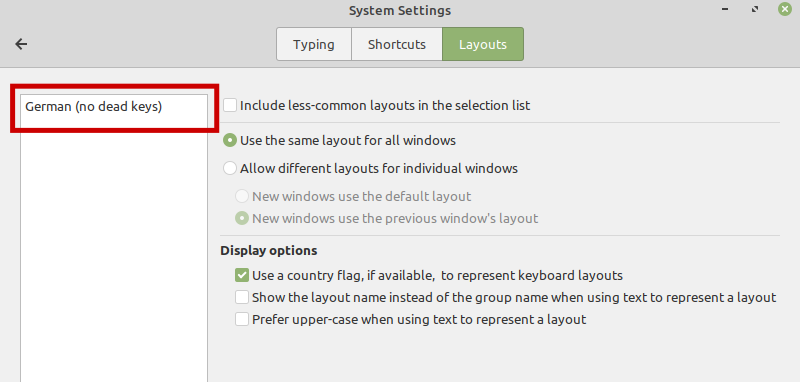 System Settings
Typing Shortcuts Layouts
German (no dead keys)
Include less-common layouts in the selection list
Use the same layout for all windows
Allow different layouts for individual windows
New windows use the default layout
New windows use the previous window's layout
Display options
Use a country flag, if available,  to represent keyboard layouts
Show the layout name instead of the group name when using text to represent a layout
Prefer upper-case when using text to represent a layout